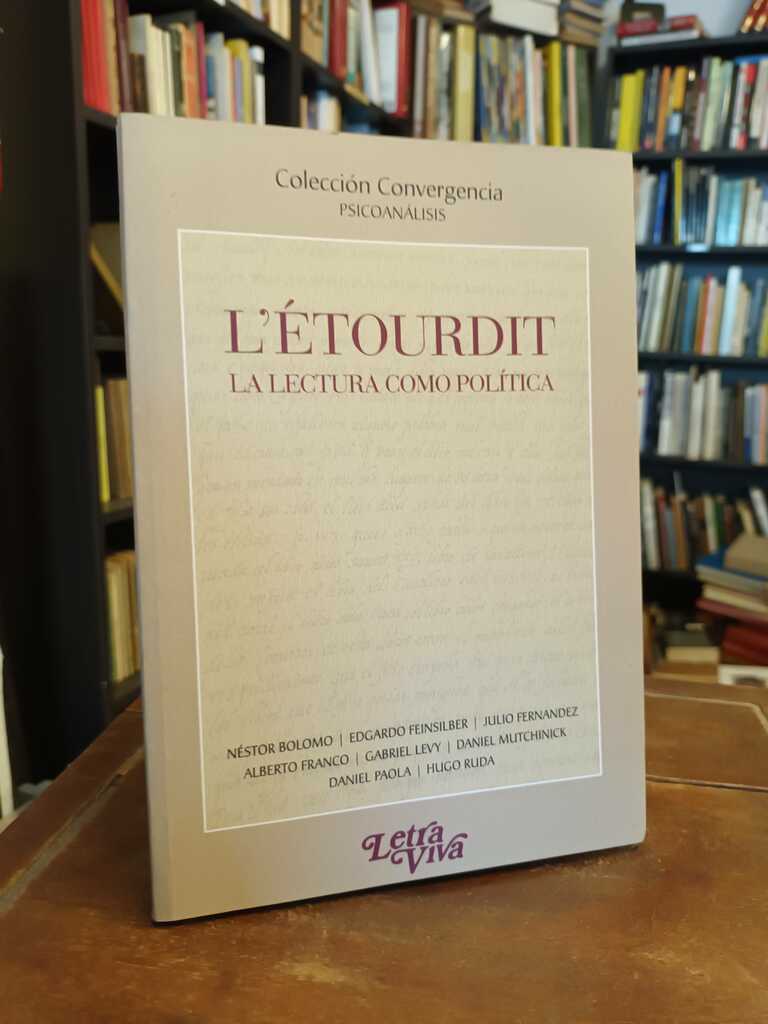 Colección Convergencia
PSICOANÁLISIS
L'ÉTOURDIT
LA LECTURA COMO POLÍTICA
NÉSTOR BOLOMO | EDGARDO FEINSILBER | JULIO FERNANDEZ
ALBERTO FRANCO | GABRIEL LEVY | DANIEL MUTCHINICK
DANIEL PAOLA | HUGO RUDA
Letra
Viva